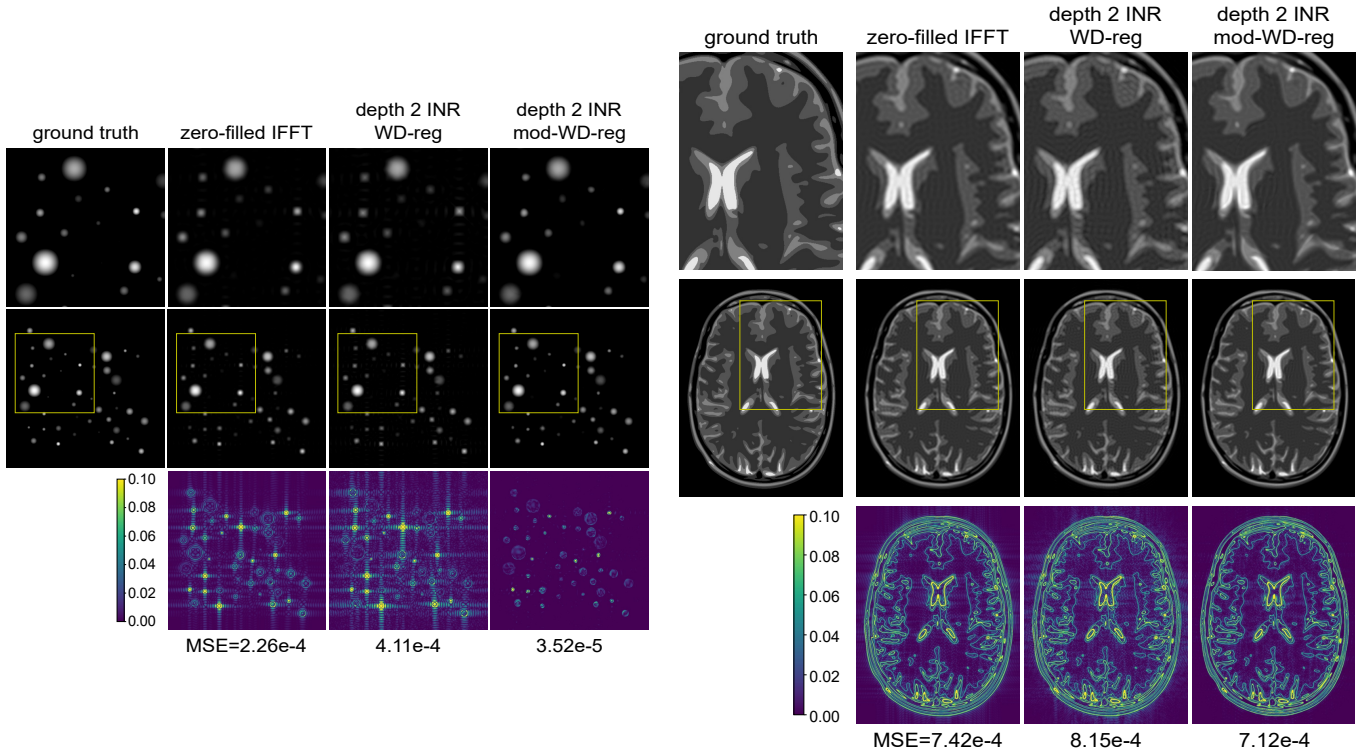 ground truth
zero-filled IFFT
depth 2 INR
WD-reg
depth 2 INR
mod-WD-reg
0.10
0.08
0.06
0.04
0.02
0.00
MSE=2.26e-4
4.11e-4
3.52e-5
ground truth
zero-filled IFFT
depth 2 INR
WD-reg
depth 2 INR
mod-WD-reg
0.10
0.08
0.06
0.04
0.02
0.00
MSE=7.42e-4
8.15e-4
7.12e-4